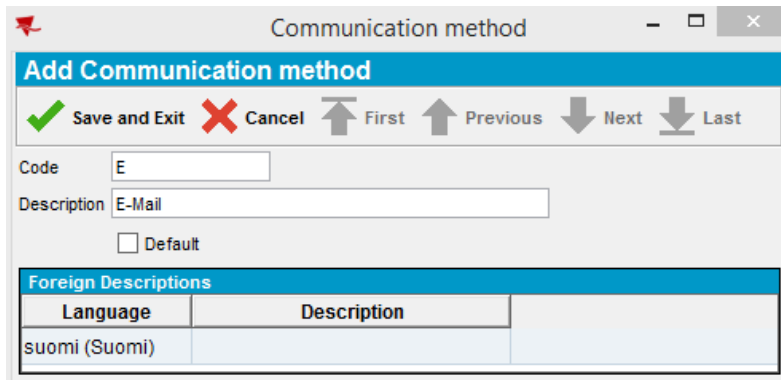 Communication method
Add Communication method
Save and Exit Cancel First Previous Next Last
Code E
Description E-Mail
Default
Foreign Descriptions
Language Description
suomi (Suomi)